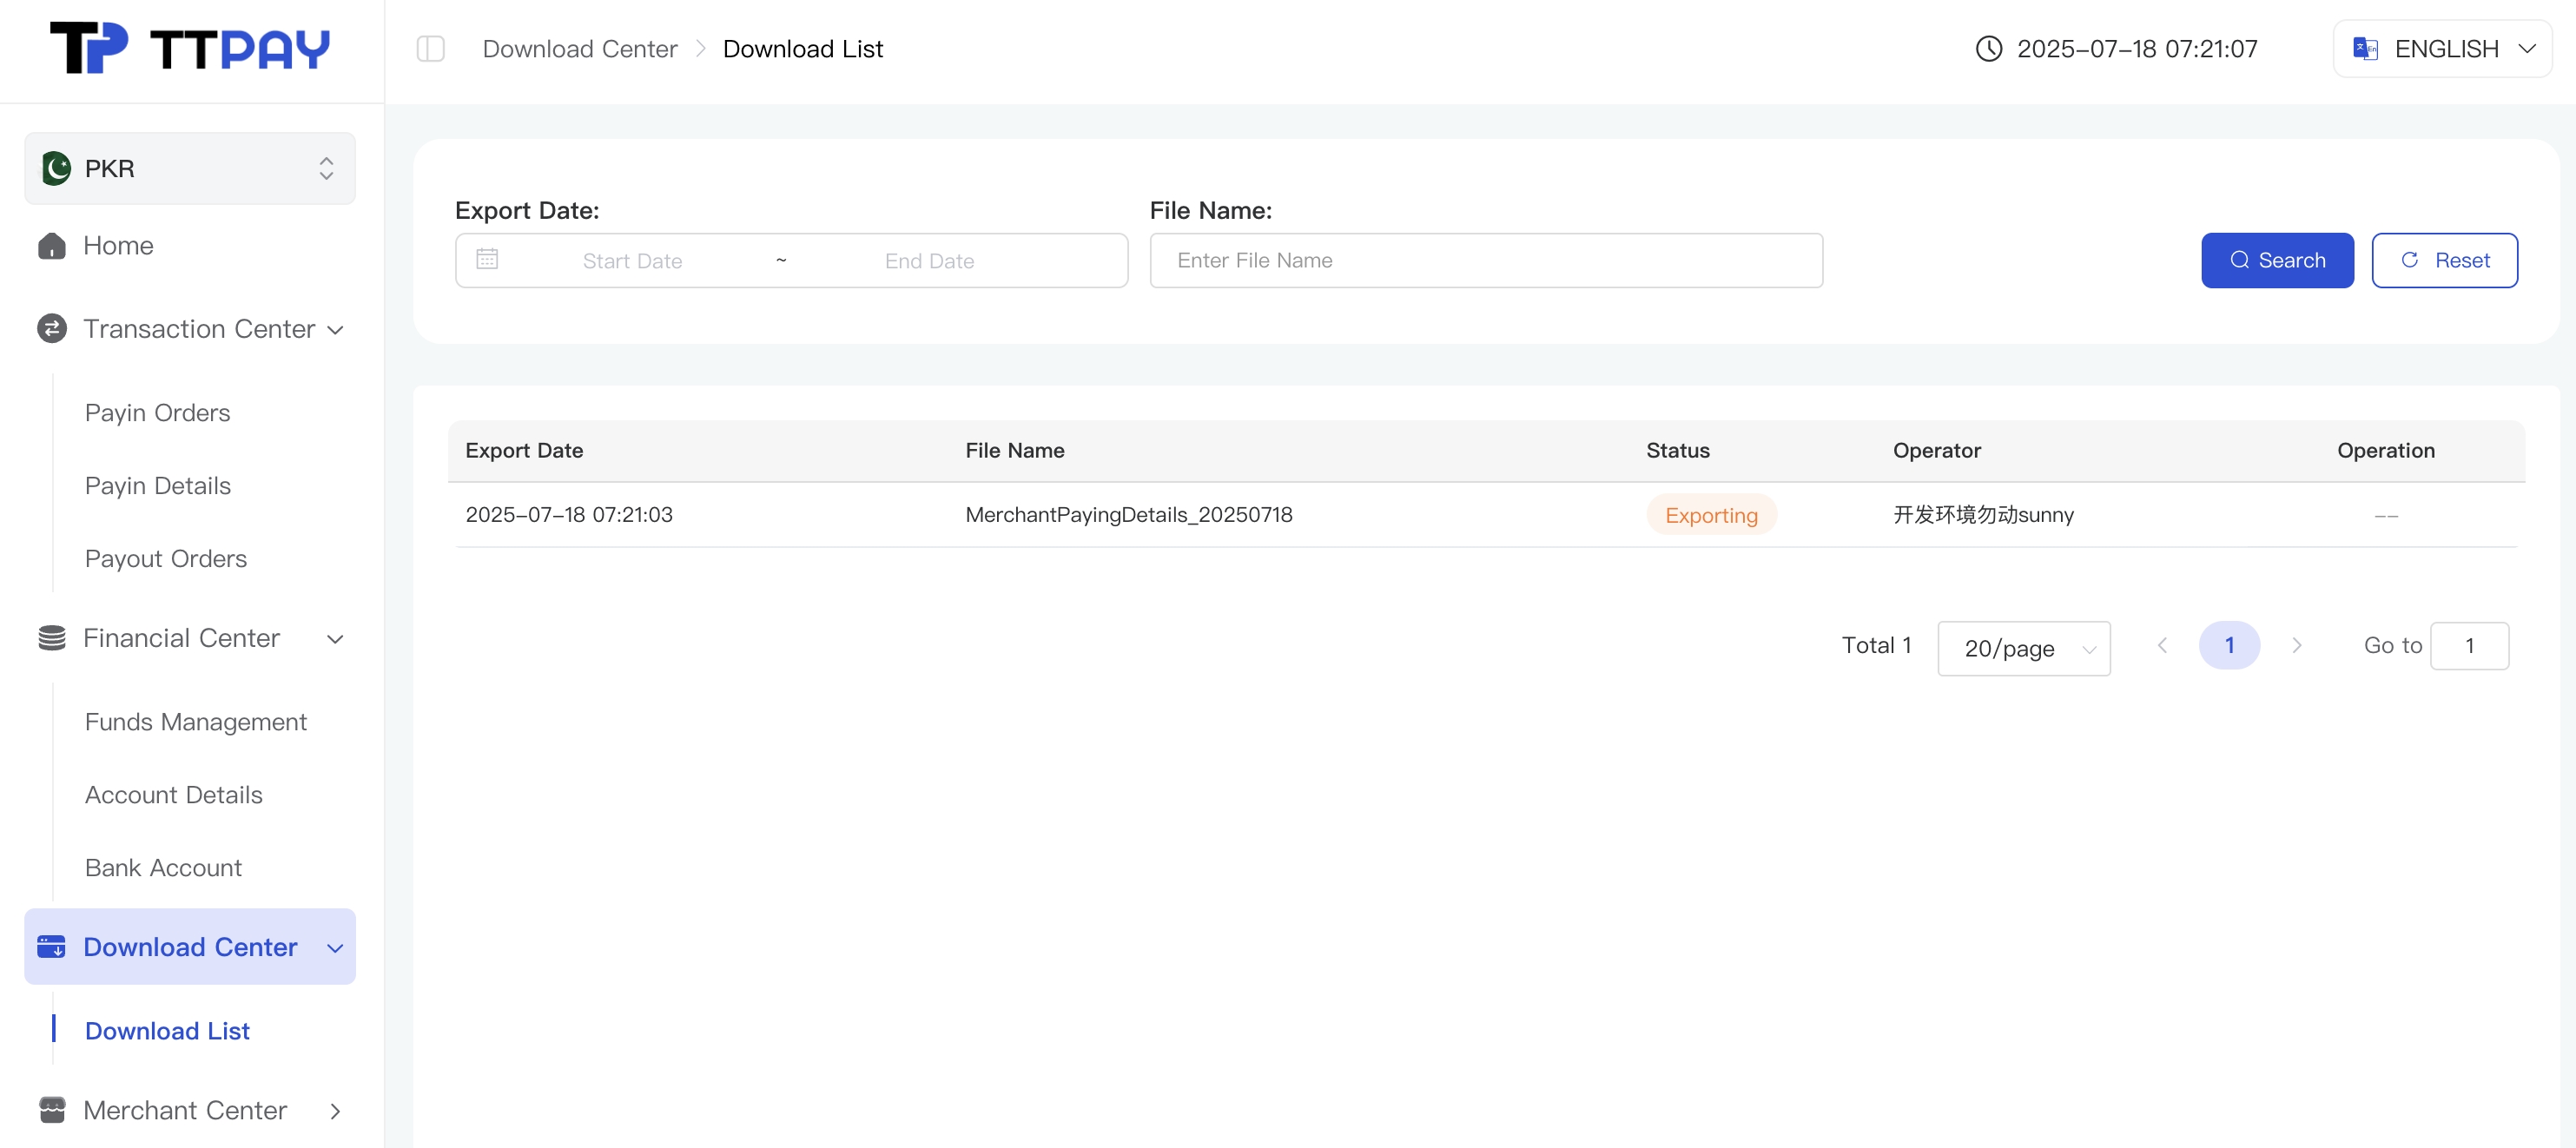 TP TTPAY
Download Center > Download List
2025-07-18 07:21:07
ENGLISH
PKR
Home
Transaction Center
Payin Orders
Payin Details
Payout Orders
Financial Center
Funds Management
Account Details
Bank Account
Download Center
Download List
Merchant Center
Export Date:
Start Date ~ End Date
File Name:
Enter File Name
Search
Reset
Export Date File Name Status Operator Operation
2025-07-18 07:21:03 MerchantPayingDetails_20250718 Exporting 开发环境勿动sunny --
Total 1 20/page 1 Go to 1